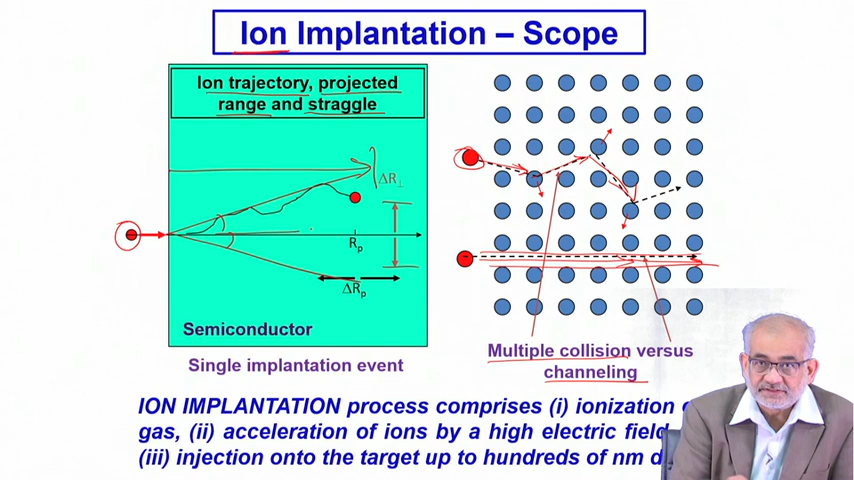 Ion Implantation – Scope
Ion trajectory, projected
range and straggle
ΔR⊥
Rp
ΔRp
Semiconductor
Single implantation event
Multiple collision versus
channeling
ION IMPLANTATION process comprises (i) ionization
gas, (ii) acceleration of ions by a high electric field
(iii) injection onto the target up to hundreds of nm